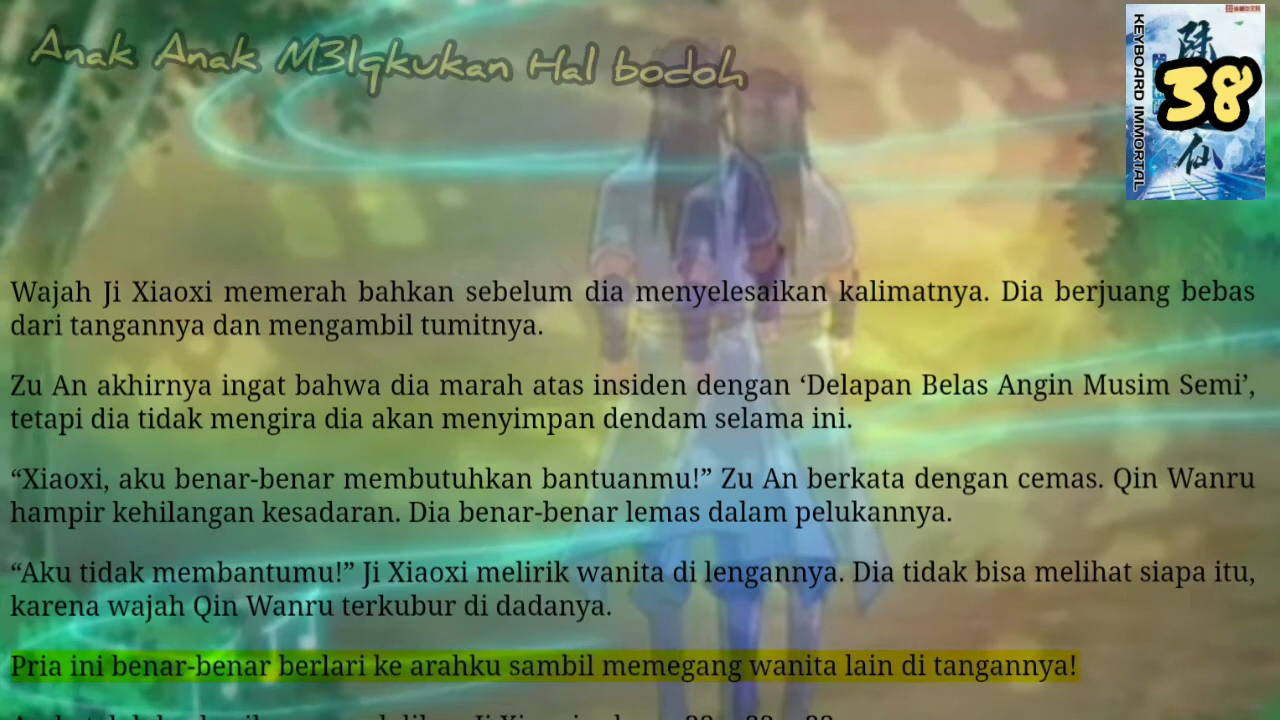 Anak Anak M3lqkukan Hal bodoh
KEYBOARD IMMORTAL
38
仙
Wajah Ji Xiaoxi memerah bahkan sebelum dia menyelesaikan kalimatnya. Dia berjuang bebas
dari tangannya dan mengambil tumitnya.
Zu An akhirnya ingat bahwa dia marah atas insiden dengan ‘Delapan Belas Angin Musim Semi’,
tetapi dia tidak mengira dia akan menyimpan dendam selama ini.
“Xiaoxi, aku benar-benar membutuhkan bantuanmu!” Zu An berkata dengan cemas. Qin Wanru
hampir kehilangan kesadaran. Dia benar-benar lemas dalam pelukannya.
“Aku tidak membantumu!” Ji Xiaoxi melirik wanita di lengannya. Dia tidak bisa melihat siapa itu,
karena wajah Qin Wanru terkubur di dadanya.
Pria ini benar-benar berlari ke arahku sambil memegang wanita lain di tangannya!